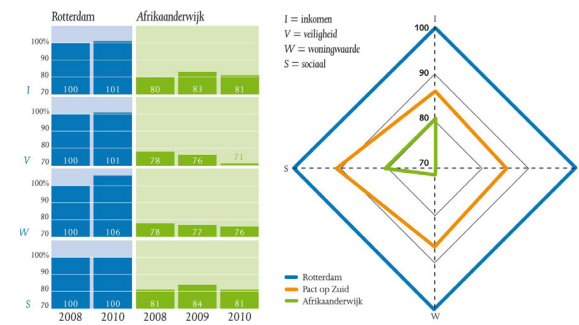 Rotterdam Afrikaanderwijk
100%
90
80
I 70
100 101 80 83 81
100%
90
80
V 70
100 101 78 76 71
100%
90
80
W 70
100 106 78 77 76
100%
90
80
S 70
100 100 81 84 81
2008 2010 2008 2009 2010
I = inkomen
V = veiligheid
W = woningwaarde
S = sociaal
I
100
90
80
70
S
W
Rotterdam
Pact op Zuid
Afrikaanderwijk